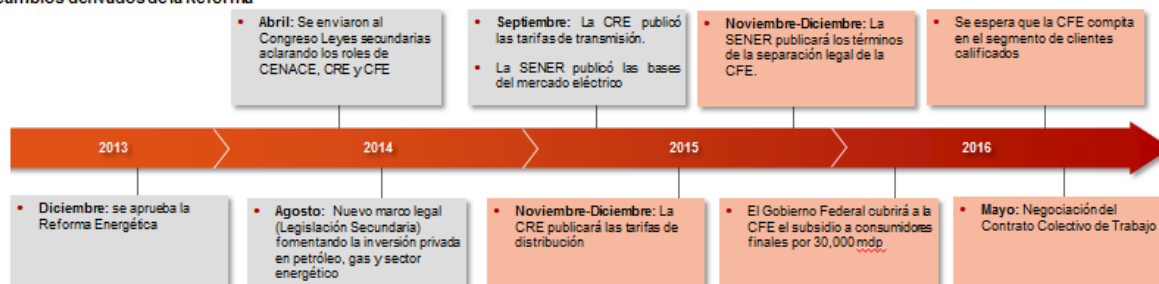 cambios derivados de la Reforma
• Abril: Se enviaron al
Congreso Leyes secundarias
aclarando los roles de
CENACE, CRE y CFE
• Septiembre: La CRE publicó
las tarifas de transmisión.
• La SENER publicó las bases
del mercado eléctrico
• Noviembre-Diciembre: La
SENER publicará los términos
de la separación legal de la
CFE.
• Se espera que la CFE compita
en el segmento de clientes
calificados
2013
2014
2015
2016
• Diciembre: se aprueba la
Reforma Energética
• Agosto: Nuevo marco legal
(Legislación Secundaria)
fomentando la inversión privada
en petróleo, gas y sector
energético
• Noviembre-Diciembre: La
CRE publicará las tarifas de
distribución
• El Gobierno Federal cubrirá a la
CFE el subsidio a consumidores
finales por 30,000 mdp
• Mayo: Negociación del
Contrato Colectivo de Trabajo